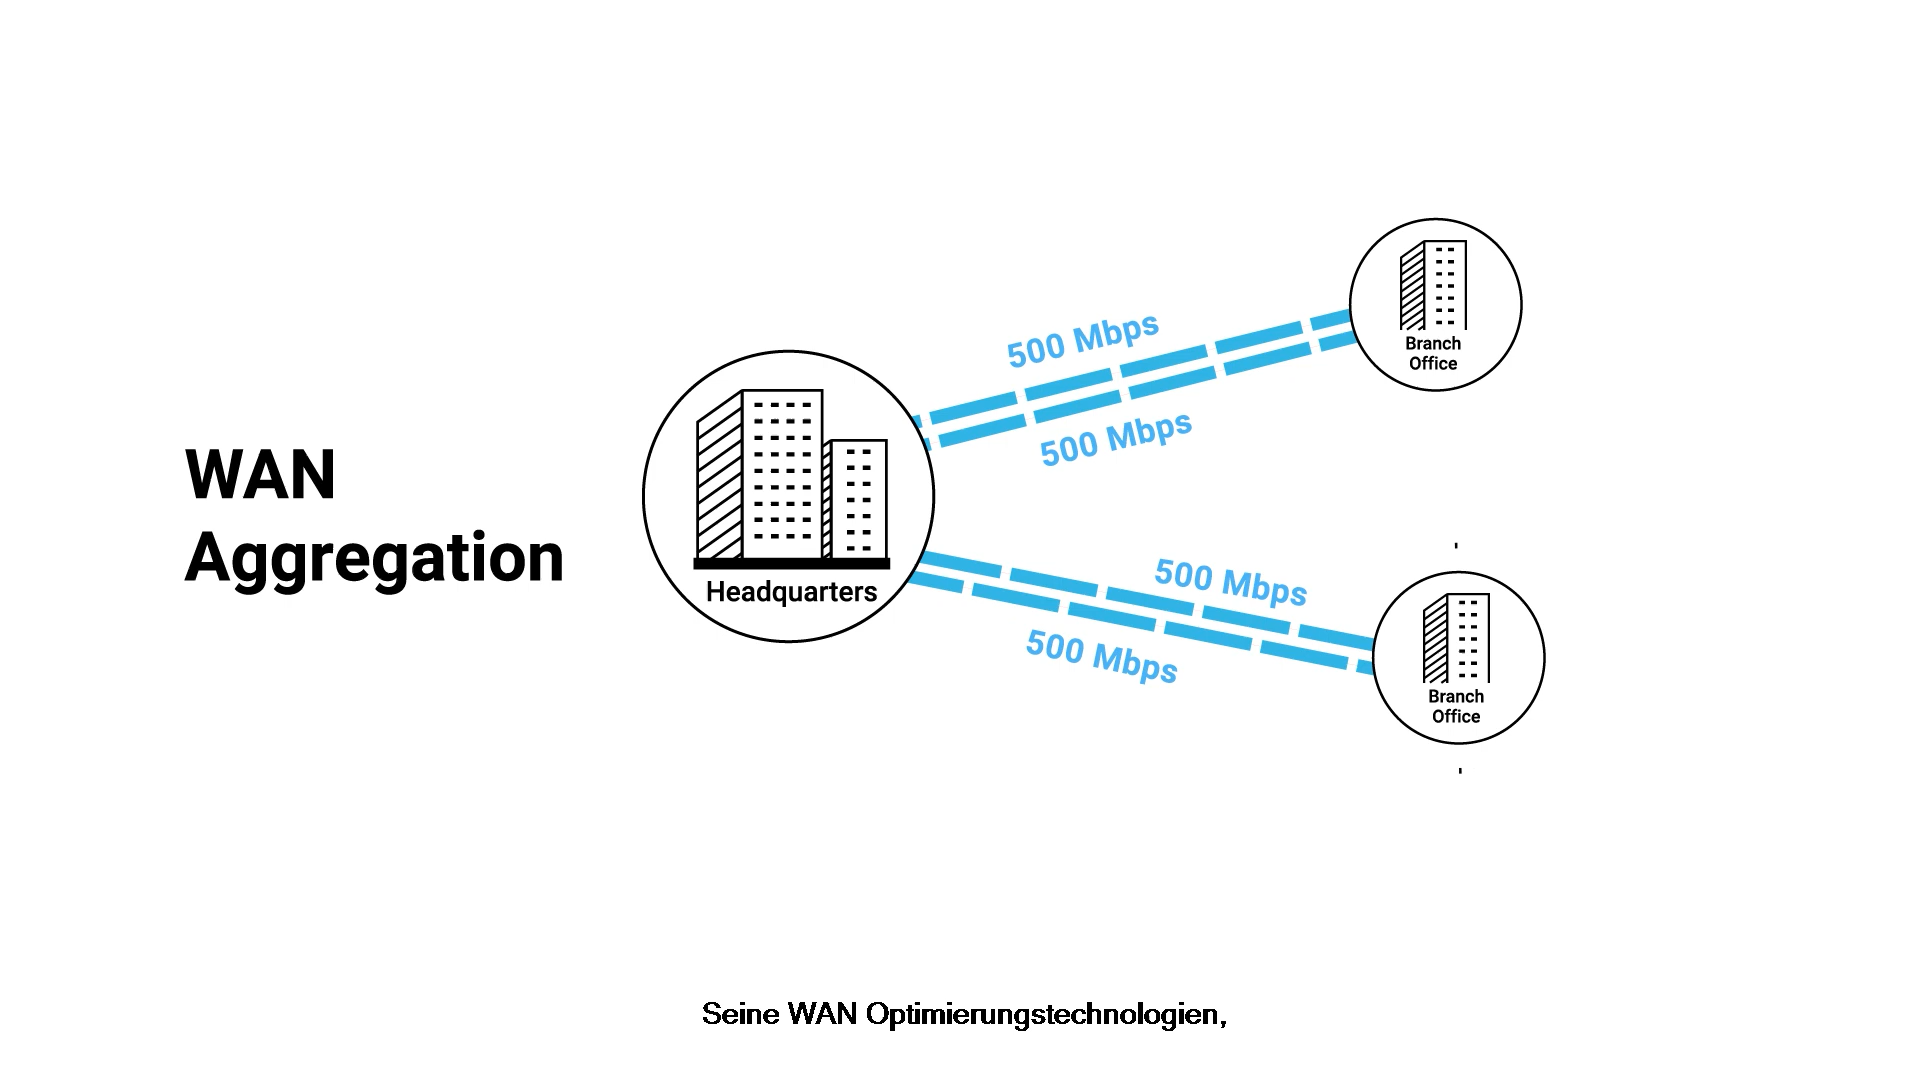 WAN
Aggregation
Headquarters
500 Mbps
500 Mbps
Branch
Office
500 Mbps
500 Mbps
Branch
Office
Seine WAN Optimierungstechnologien,